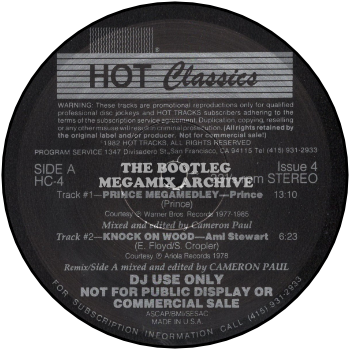 HOT Classics
WARNING: These tracks are promotional reproductions only for qualified
professional disc jockeys and HOT TRACKS subscribers adhering to the
terms of the subscription service agreement. Duplication, copying, reselling
or any other misuse will result in criminal prosecution. (All rights retained by
the original label and/or producer. Not for commercial sale!)
1982 HOT TRACKS, ALL RIGHTS RESERVED
PROGRAM SERVICE 1347 Divisadero St., San Francisco, CA 94115 Tel (415) 931-2933
SIDE A
Issue 4
HC-4
rpm STEREO
THE BOOTLEG
MEGAMIX ARCHIVE
Track #1—PRINCE MEGAMEDLEY—Prince 13:10
(Prince)
Courtesy Ⓟ Warner Bros. Records 1977-1985
Mixed and edited by Cameron Paul
Track #2—KNOCK ON WOOD—Ami Stewart 6:23
(E. Floyd/S. Cropler)
Courtesy Ⓟ Ariola Records 1978
Remix/Side A mixed and edited by CAMERON PAUL
DJ USE ONLY
NOT FOR PUBLIC DISPLAY OR
COMMERCIAL SALE
ASCAP/BMI/SESAC
MADE IN U.S.A.
FOR SUBSCRIPTION INFORMATION CALL (415) 931-2933